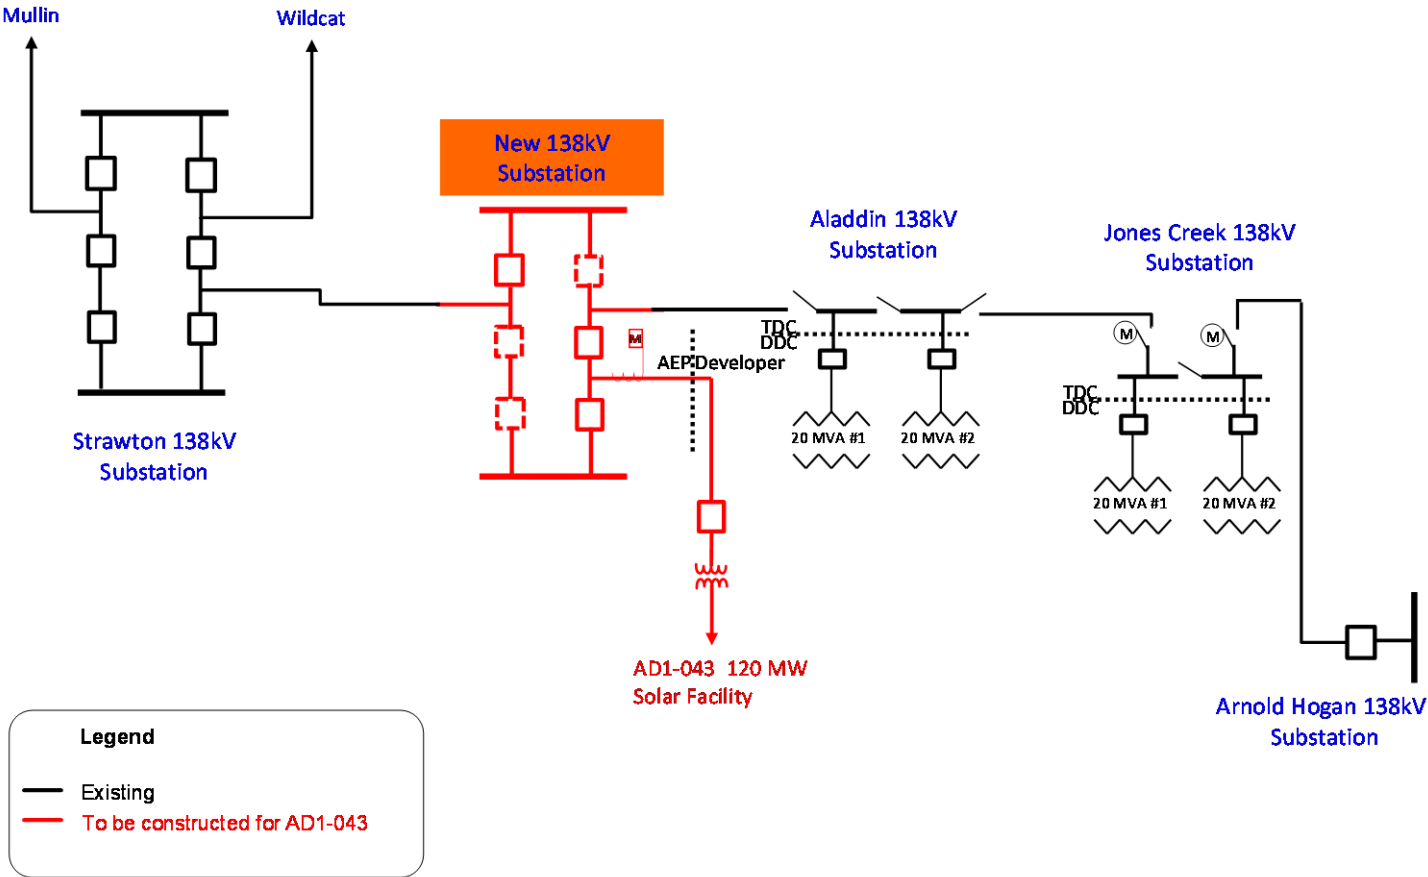 Mullin
Wildcat
New 138kV
Substation
Aladdin 138kV
Substation
Jones Creek 138kV
Substation
TDC
DDC
M
AEP Developer
M
M
TDC
DDC
Strawton 138kV
Substation
20 MVA #1
20 MVA #2
20 MVA #1
20 MVA #2
AD1-043 120 MW
Solar Facility
Arnold Hogan 138kV
Substation
Legend
Existing
To be constructed for AD1-043